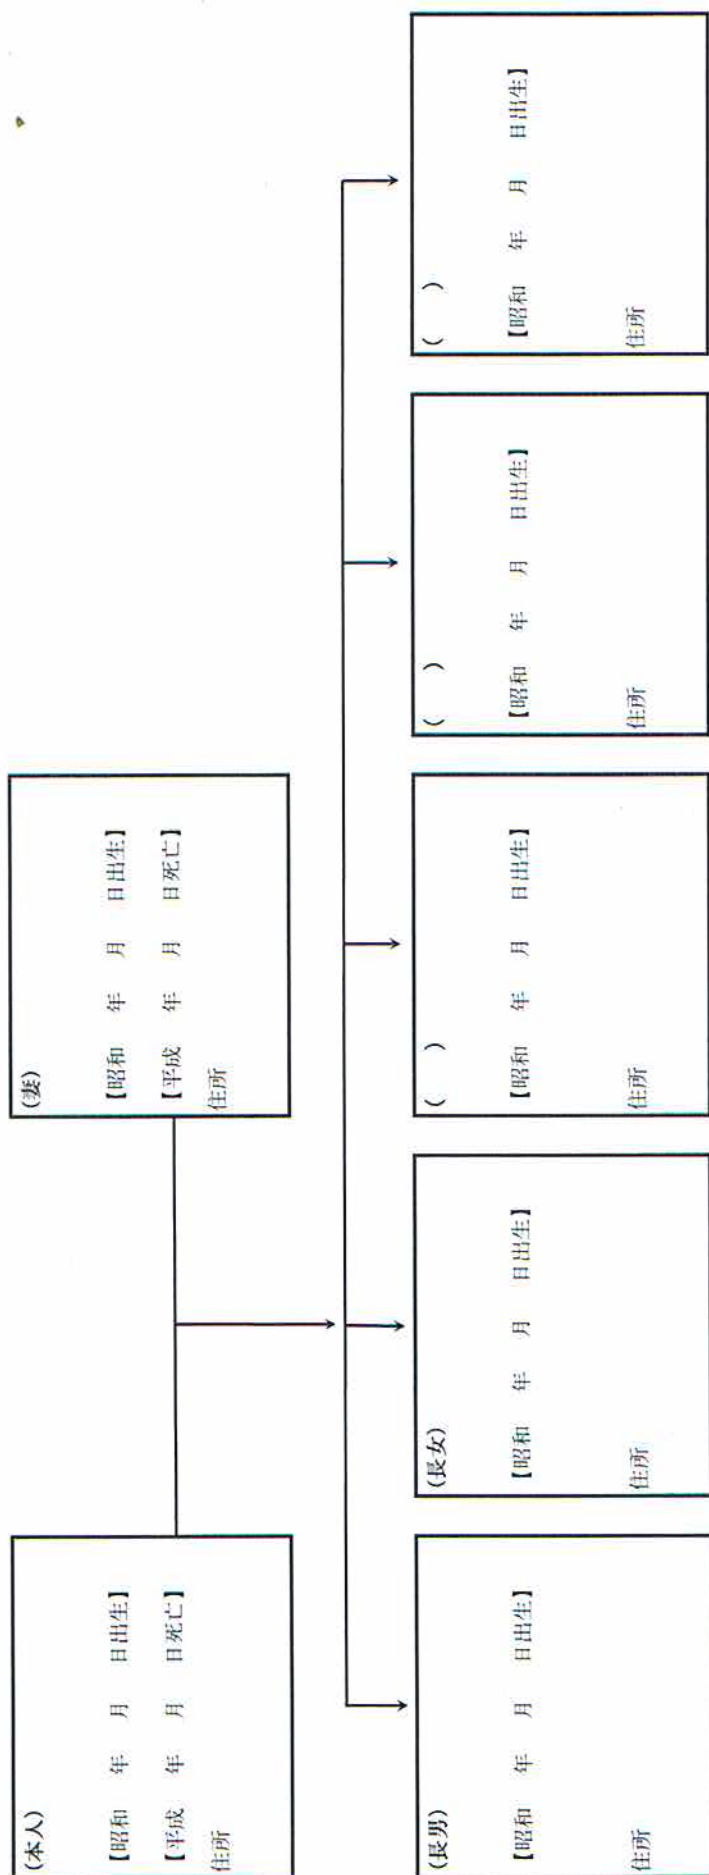 (本人)
【昭和　年　月　日出生】
【平成　年　月　日死亡】
住所
(妻)
【昭和　年　月　日出生】
【平成　年　月　日死亡】
住所
(長男)
【昭和　年　月　日出生】
住所
(長女)
【昭和　年　月　日出生】
住所
(　)
【昭和　年　月　日出生】
住所
(　)
【昭和　年　月　日出生】
住所
(　)
【昭和　年　月　日出生】
住所